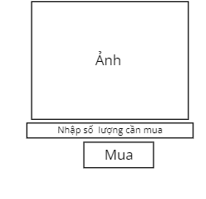 Ảnh
Nhập số lượng cần mua
Mua